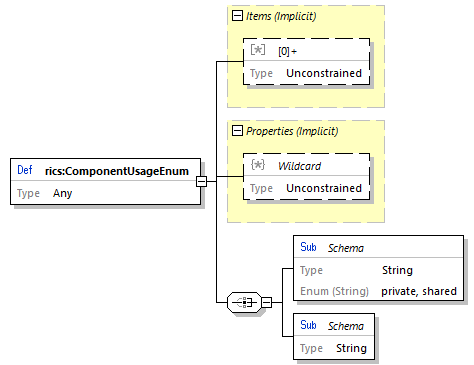 Items (Implicit)
[*] [0]+
Type Unconstrained
Properties (Implicit)
{*} Wildcard
Type Unconstrained
Def rics:ComponentUsageEnum
Type Any
Sub Schema
Type String
Enum (String) private, shared
Sub Schema
Type String